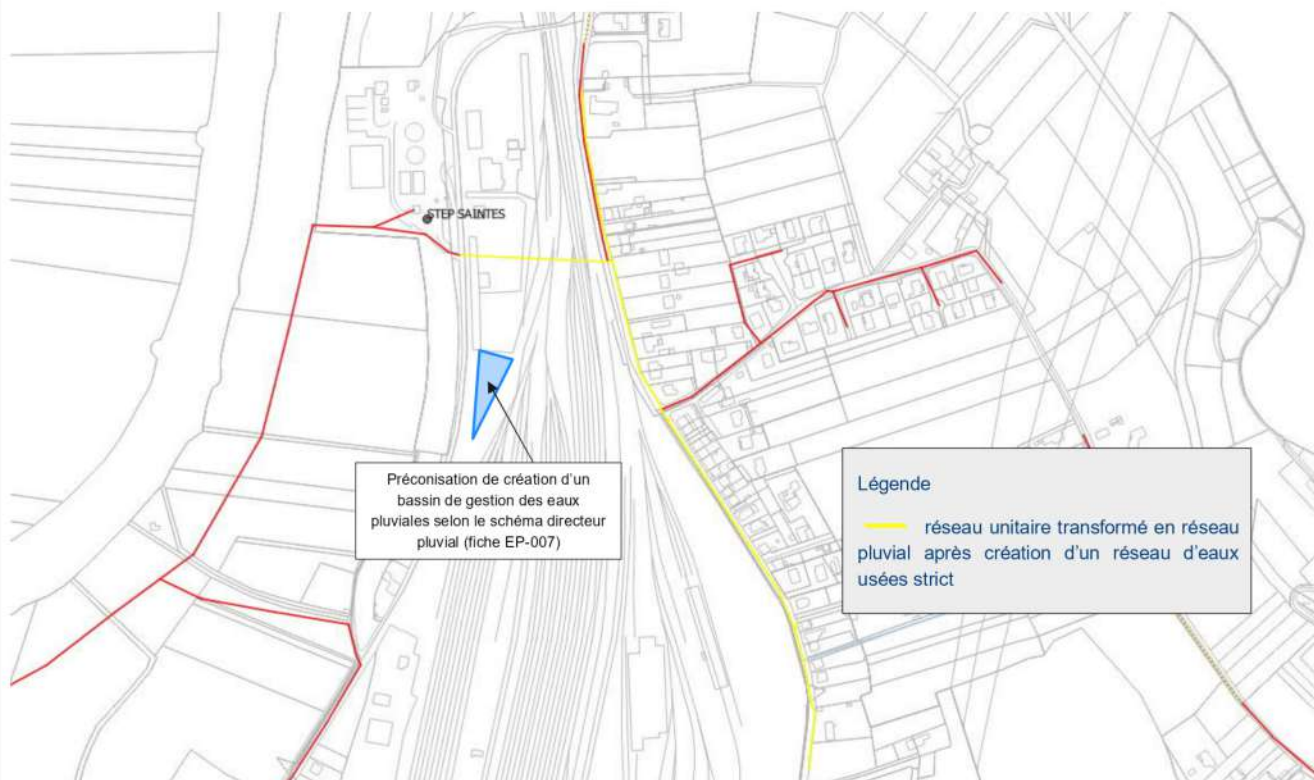 STEP SAINTES
Préconisation de création d'un
bassin de gestion des eaux
pluviales selon le schéma directeur
pluvial (fiche EP-007)
Légende
réseau unitaire transformé en réseau
pluvial après création d'un réseau d'eaux
usées strict